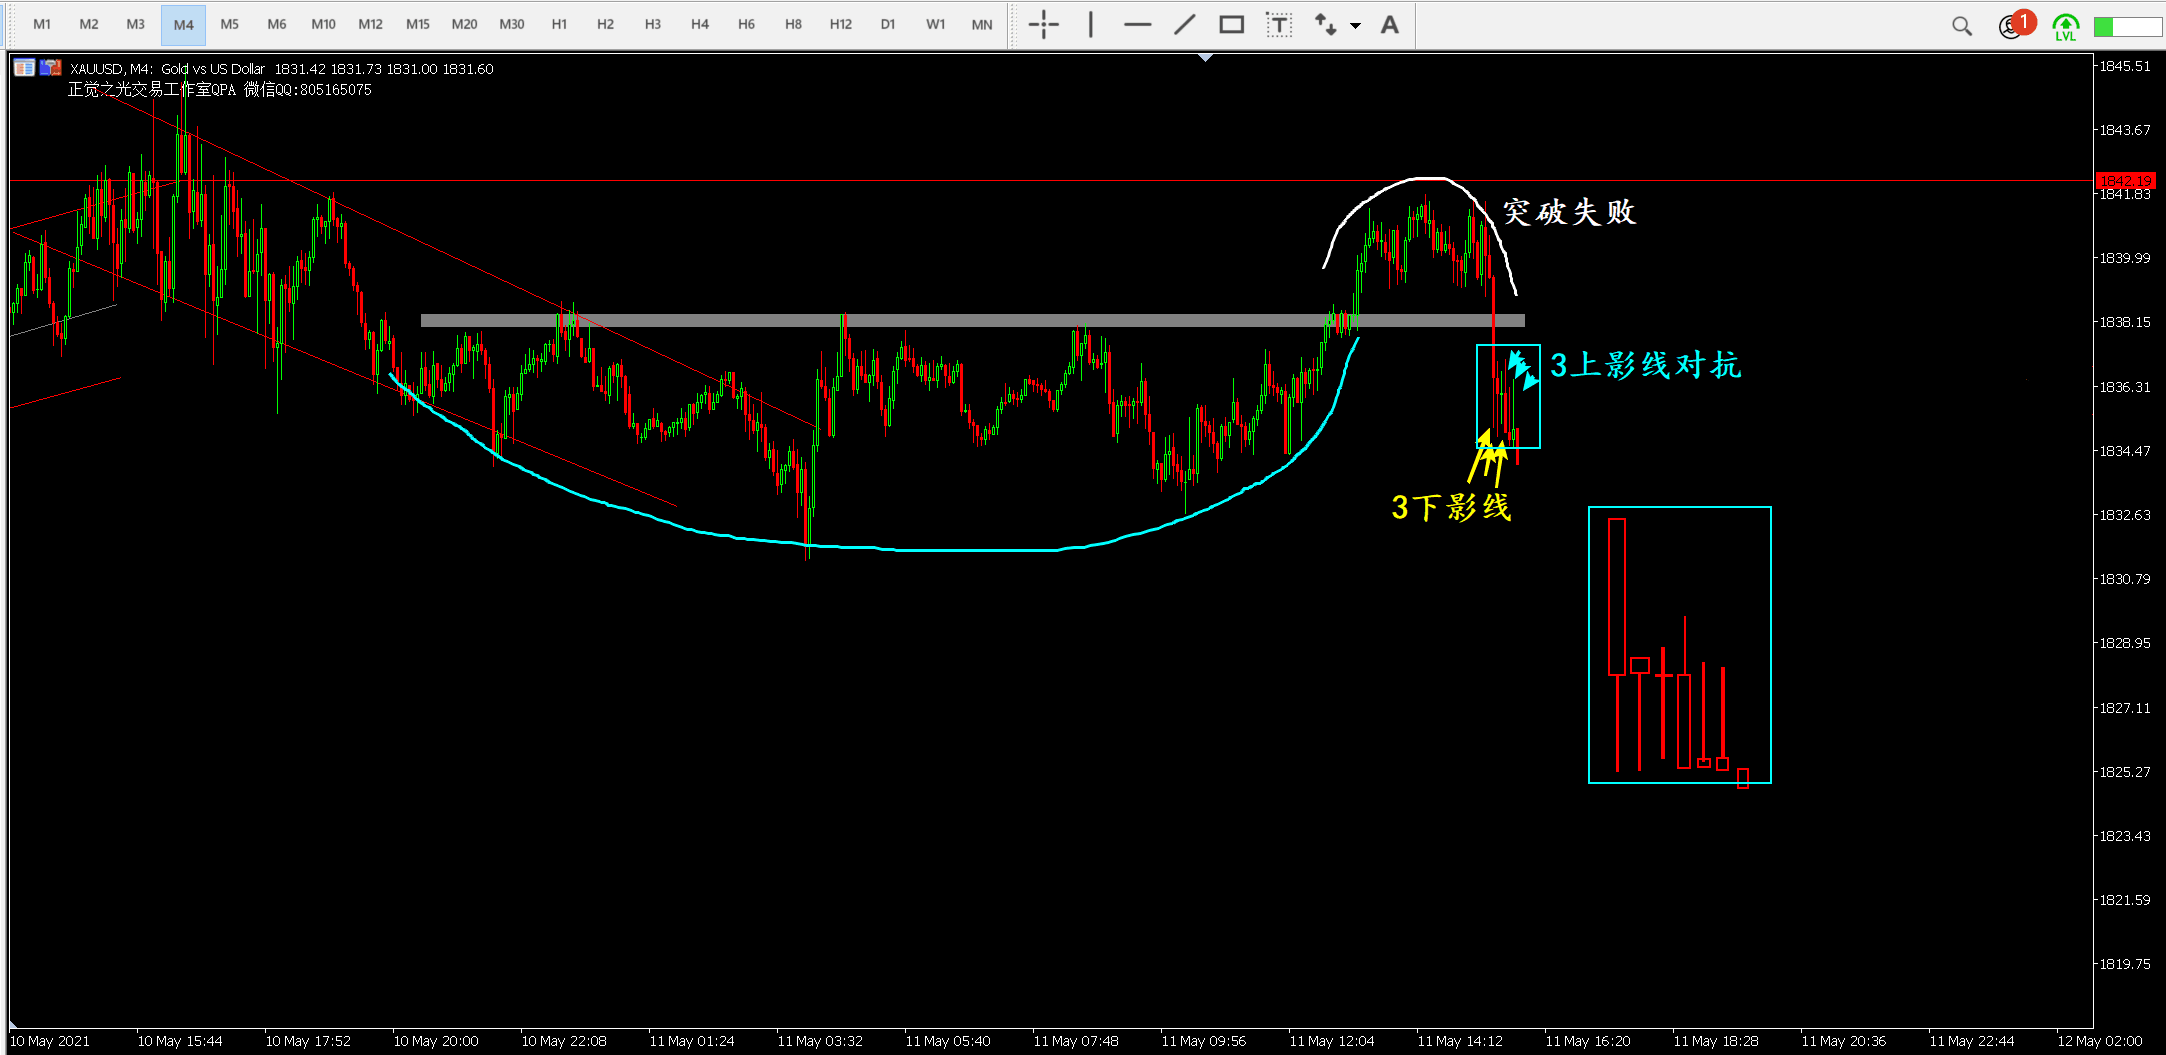 M1 M2 M3 M4 M5 M6 M10 M12 M15 M20 M30 H1 H2 H3 H4 H6 H8 H12 D1 W1 MN T A 1 LVL
XAUUSD, M4: Gold vs US Dollar 1831.42 1831.73 1831.00 1831.60
正觉之光交易工作室QPA 微信QQ:805165075
1845.51
1843.67
1842.19
1841.83
突破失败
1839.99
1838.15
3上影线对抗
1836.31
1834.47
3下影线
1832.63
1830.79
1828.95
1827.11
1825.27
1823.43
1821.59
1819.75
10 May 2021 10 May 15:44 10 May 17:52 10 May 20:00 10 May 22:08 11 May 01:24 11 May 03:32 11 May 05:40 11 May 07:48 11 May 09:56 11 May 12:04 11 May 14:12 11 May 16:20 11 May 18:28 11 May 20:36 11 May 22:44 12 May 02:00